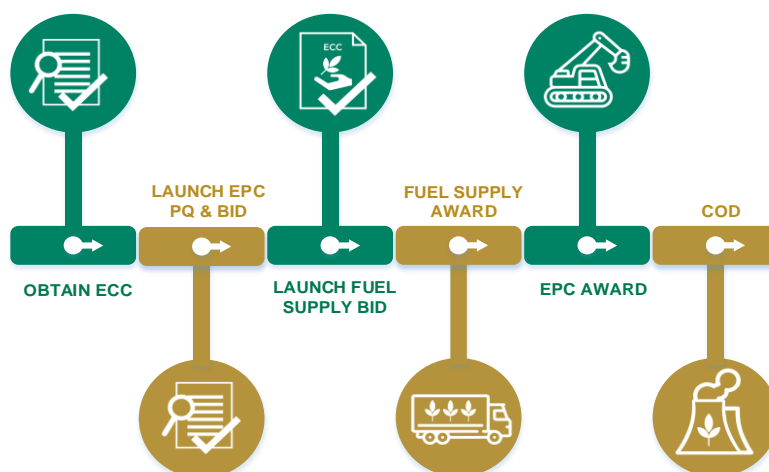 ECC
LAUNCH EPC
PQ & BID
FUEL SUPPLY
AWARD
COD
OBTAIN ECC
LAUNCH FUEL
SUPPLY BID
EPC AWARD